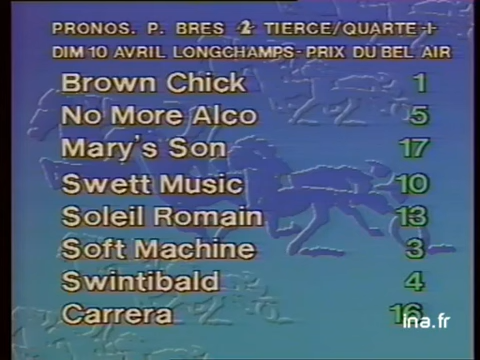 PRONOS. P. BRES 2 TIERCE/QUARTE-1-
DIM 10 AVRIL LONGCHAMPS-PRIX DU BEL AIR
Brown Chick 1
No More Alco 5
Mary's Son 17
Swett Music 10
Soleil Romain 13
Soft Machine 3
Swintibald 4
Carrera 16
ina.fr